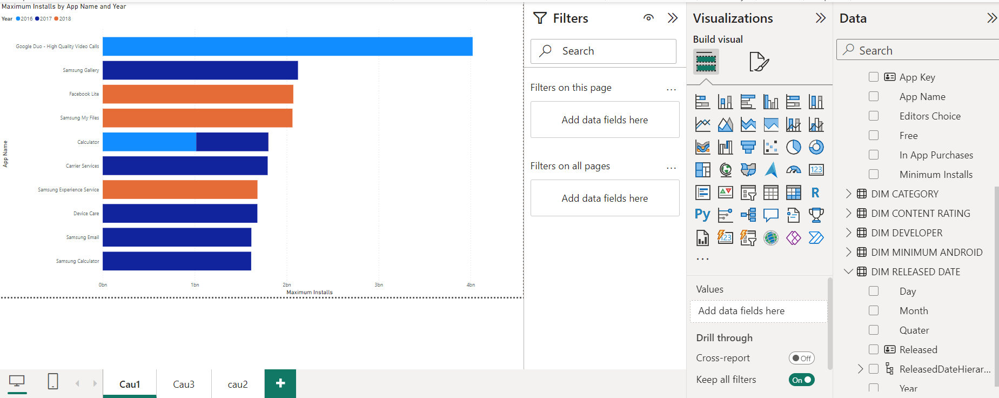 Maximum Installs by App Name and Year
Year 2016 2017 2018
Google Duo - High Quality Video Calls
Samsung Gallery
Facebook Lite
Samsung My Files
Calculator
Carrier Services
Samsung Experience Service
Device Care
Samsung Email
Samsung Calculator
App Name
0bn 1bn 2bn 3bn 4bn
Maximum Installs
Cau1 Cau3 cau2 +
Filters
Search
Filters on this page ...
Add data fields here
Filters on all pages ...
Add data fields here
Visualizations
Build visual
123
R
Py
123
...
Values
Add data fields here
Drill through
Cross-report Off
Keep all filters On
Data
Search
App Key
App Name
Editors Choice
Free
In App Purchases
Minimum Installs
DIM CATEGORY
DIM CONTENT RATING
DIM DEVELOPER
DIM MINIMUM ANDROID
DIM RELEASED DATE
Day
Month
Quater
Released
ReleasedDateHierar...
Year